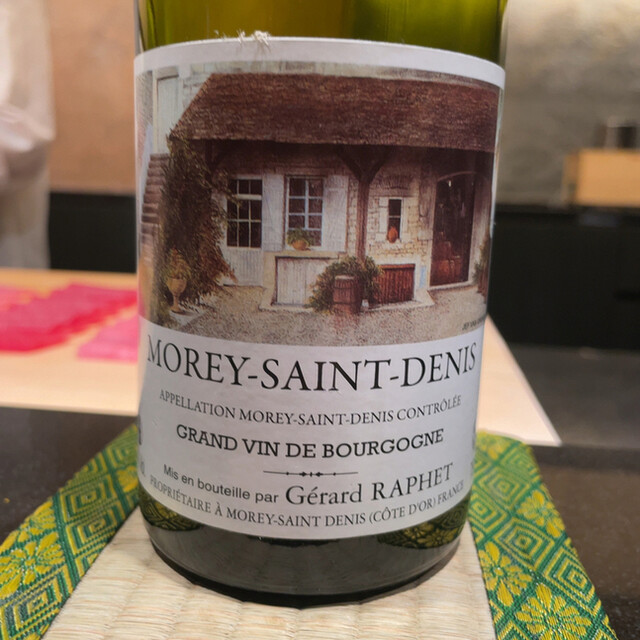 MOREY-SAINT-DENIS
APPELLATION MOREY-SAINT-DENIS CONTRÔLÉE
GRAND VIN DE BOURGOGNE
Mis en bouteille par Gérard RAPHET
PROPRIÉTAIRE À MOREY-SAINT DENIS (CÔTE D'OR) FRANCE